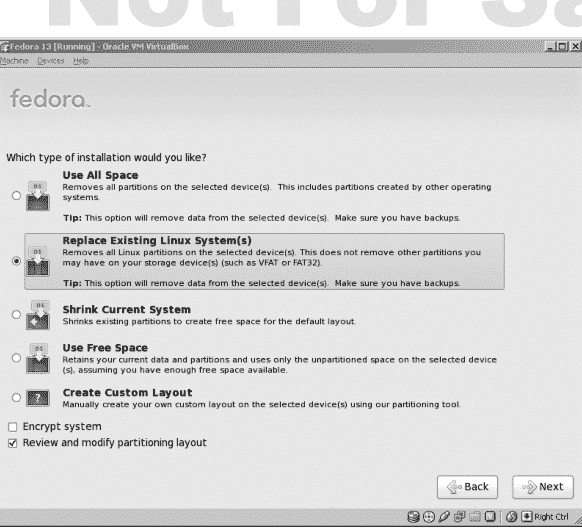 Not For Sa
Fedora 13 [Running] - Oracle VM VirtualBox
Machine Devices Help
fedora.
Which type of installation would you like?
Use All Space
Removes all partitions on the selected device(s). This includes partitions created by other operating
systems.
Tip: This option will remove data from the selected device(s). Make sure you have backups.
Replace Existing Linux System(s)
Removes all Linux partitions on the selected device(s). This does not remove other partitions you
may have on your storage device(s) (such as VFAT or FAT32).
Tip: This option will remove data from the selected device(s). Make sure you have backups.
Shrink Current System
Shrinks existing partitions to create free space for the default layout.
Use Free Space
Retains your current data and partitions and uses only the unpartitioned space on the selected device
(s), assuming you have enough free space available.
Create Custom Layout
Manually create your own custom layout on the selected device(s) using our partitioning tool.
Encrypt system
Review and modify partitioning layout
Back Next
Right Ctrl